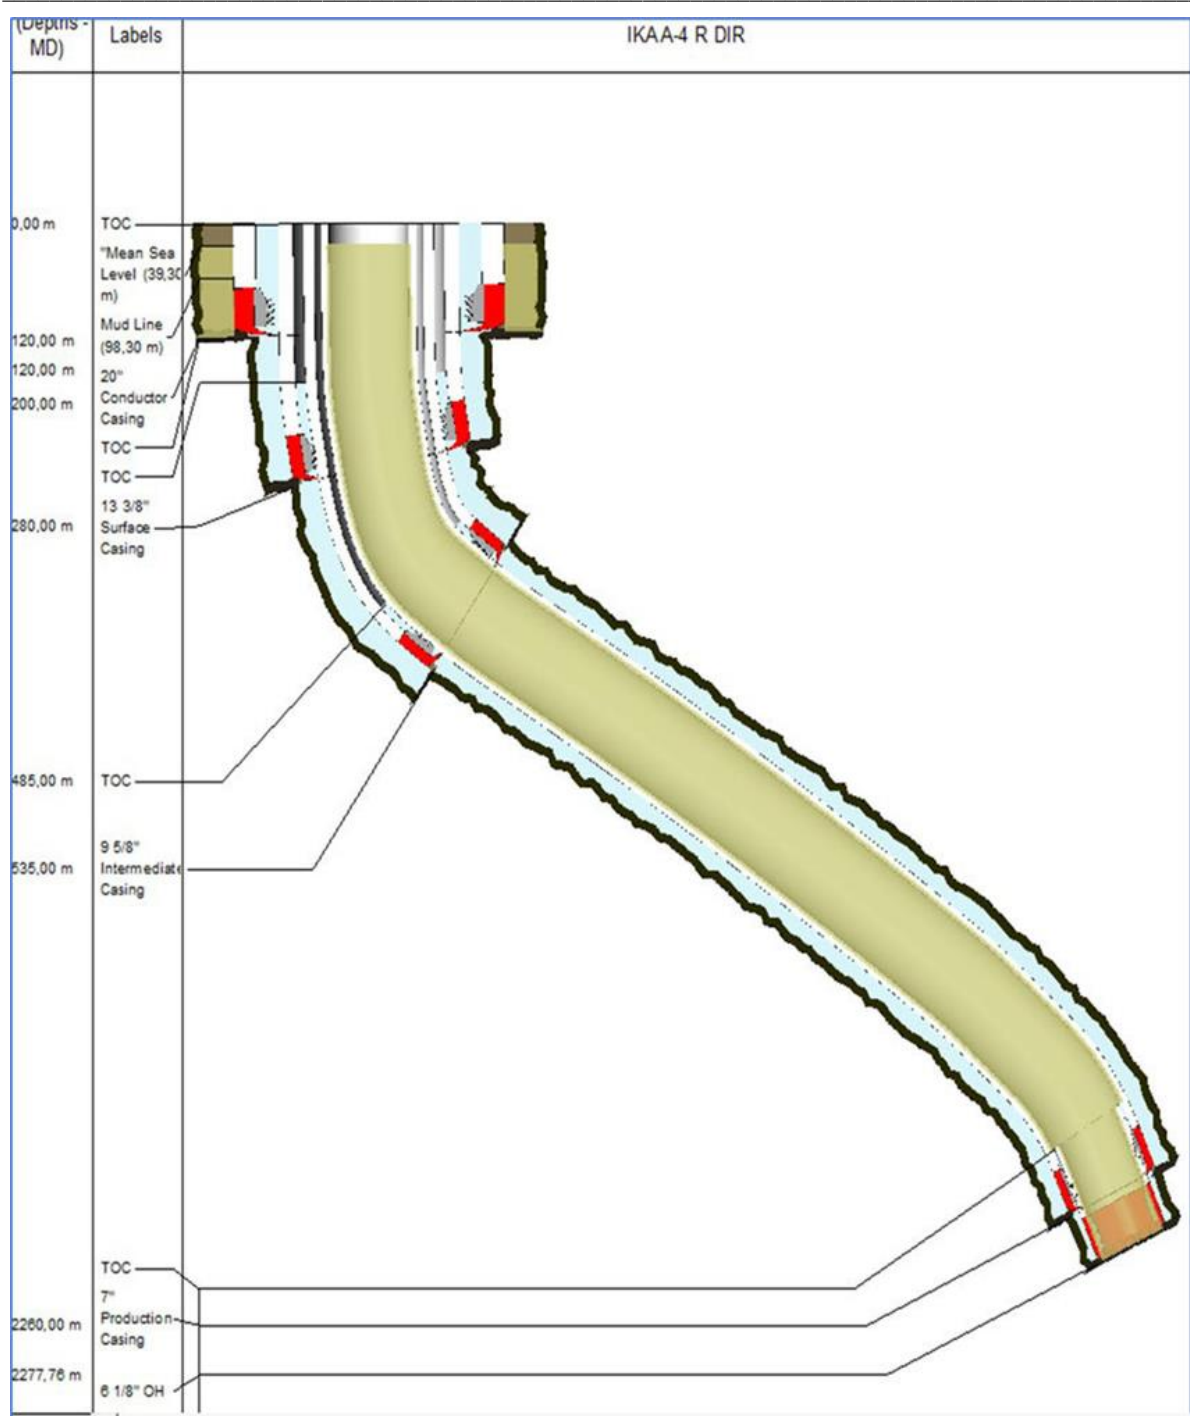 (Depths -
MD)
Labels
IKAA-4 R DIR
0,00 m
TOC
"Mean Sea
Level (39,30
m)
Mud Line
(98,30 m)
120,00 m
120,00 m
20"
Conductor
Casing
200,00 m
TOC
TOC
13 3/8"
Surface
Casing
280,00 m
485,00 m
TOC
9 5/8"
Intermediate
Casing
535,00 m
TOC
7"
Production
Casing
2260,00 m
2277,76 m
6 1/8" OH